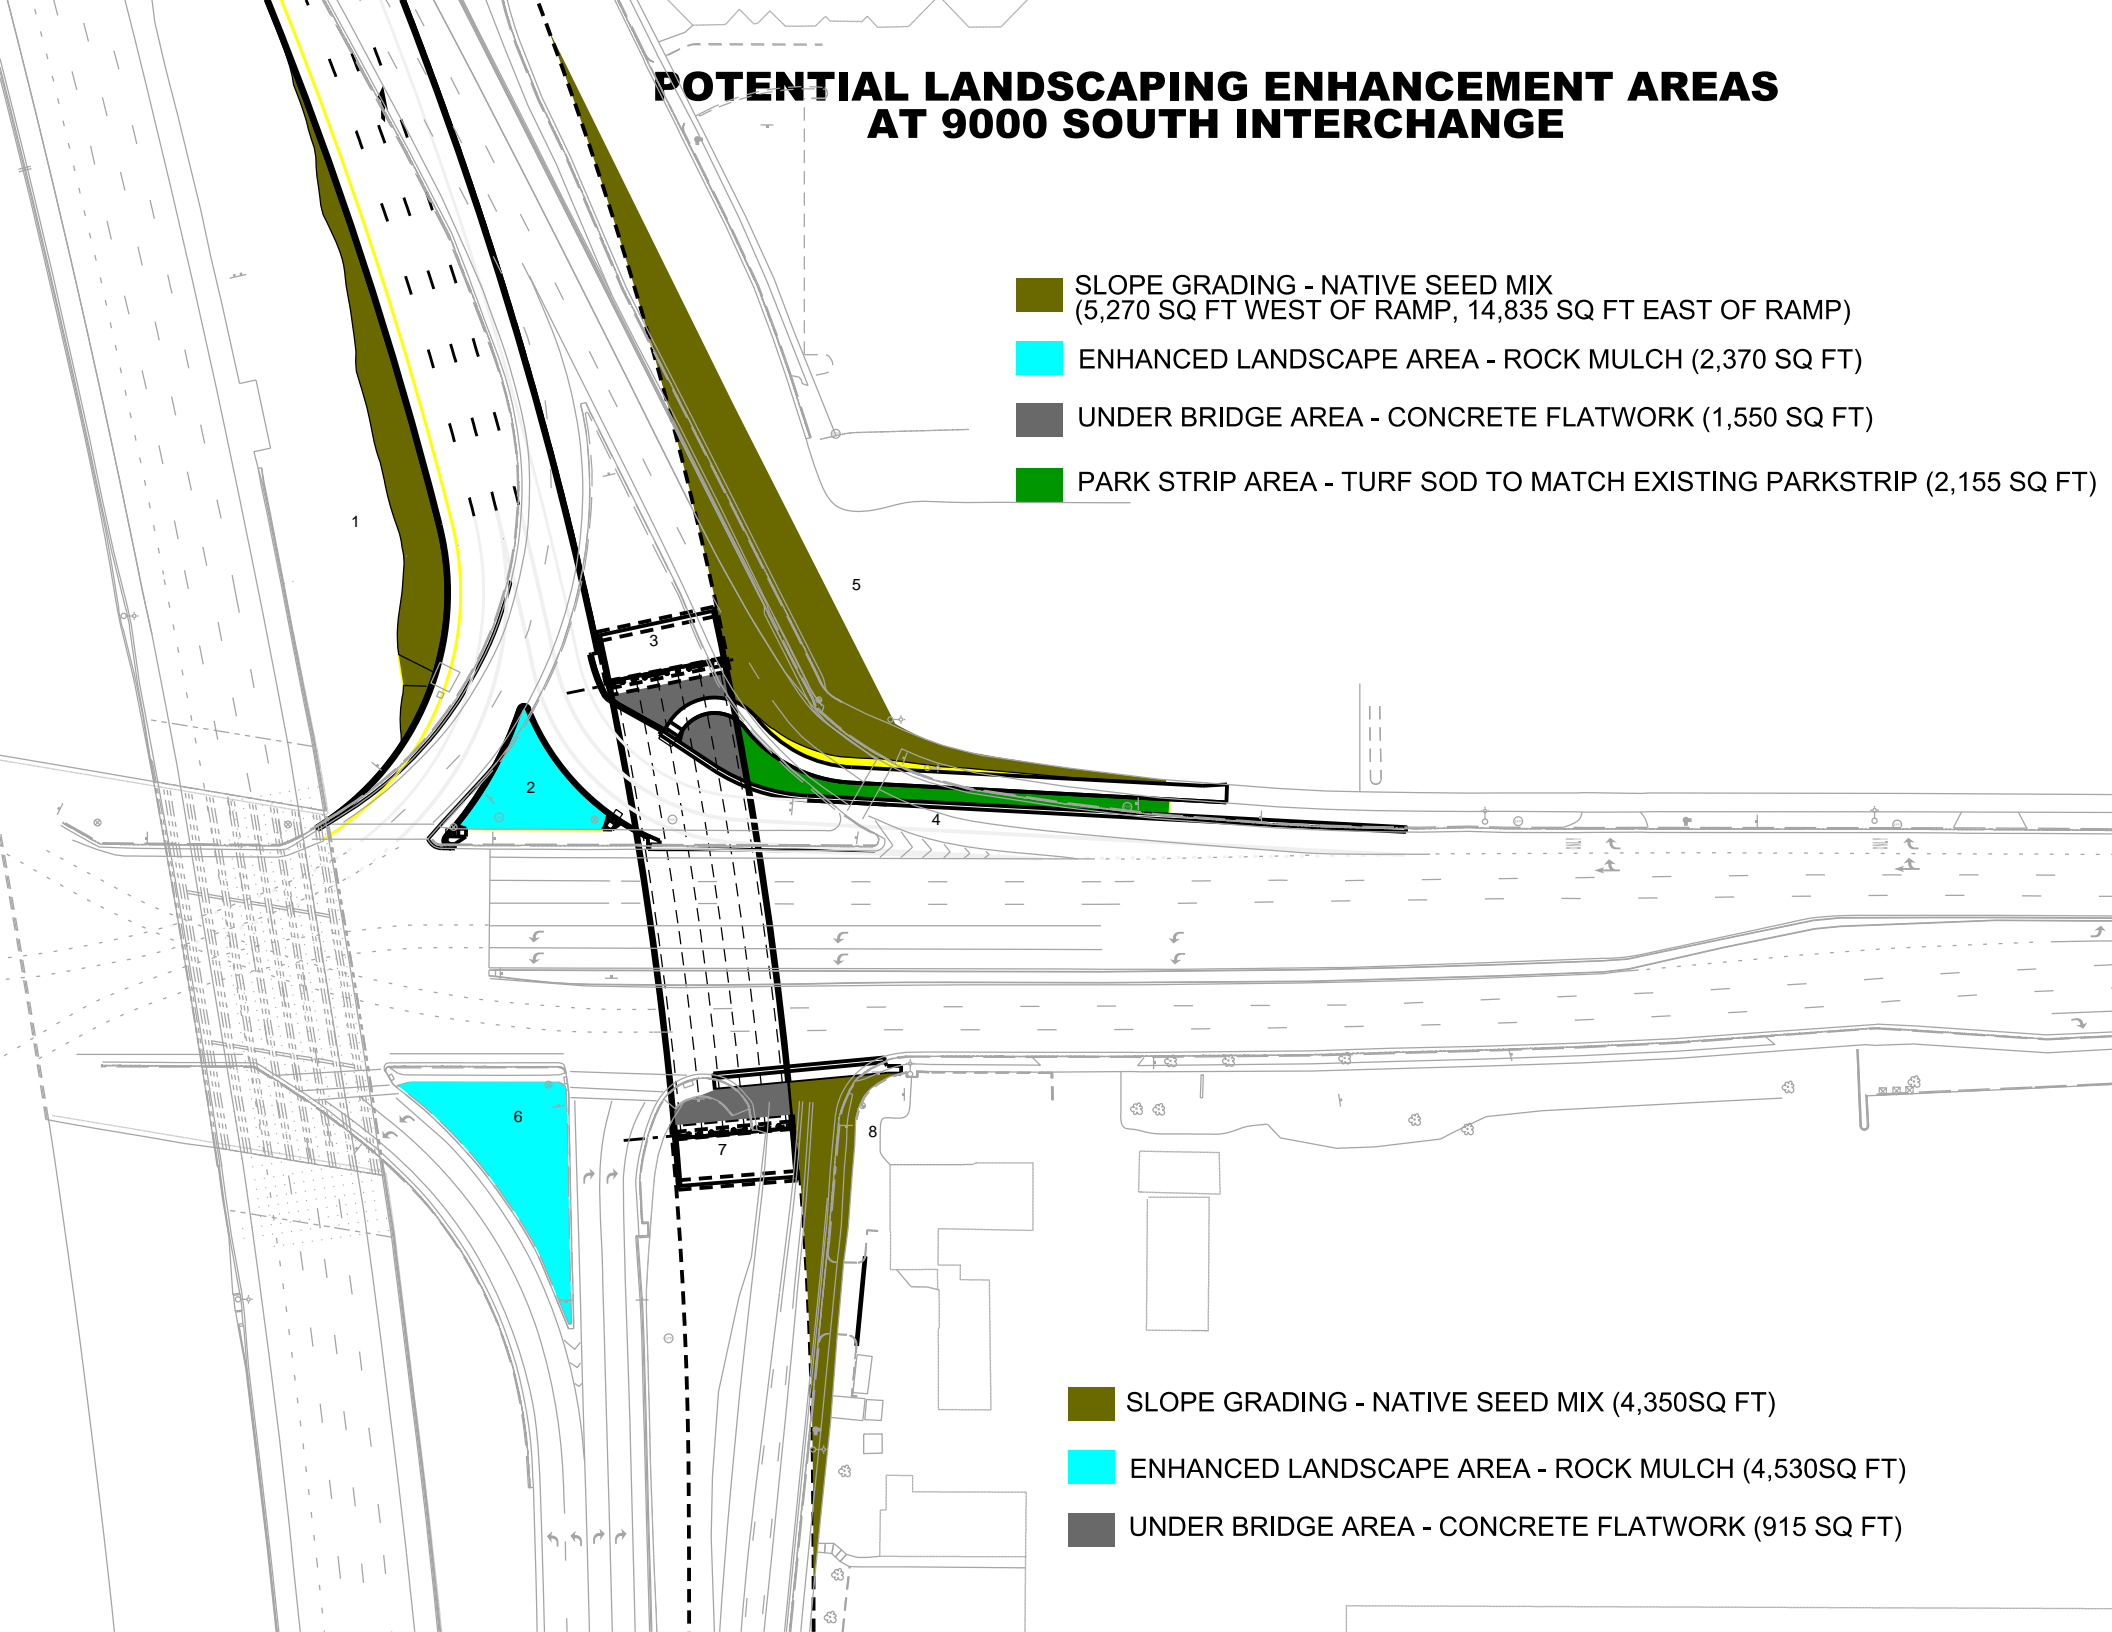 POTENTIAL LANDSCAPING ENHANCEMENT AREAS
AT 9000 SOUTH INTERCHANGE
SLOPE GRADING - NATIVE SEED MIX
(5,270 SQ FT WEST OF RAMP, 14,835 SQ FT EAST OF RAMP)
ENHANCED LANDSCAPE AREA - ROCK MULCH (2,370 SQ FT)
UNDER BRIDGE AREA - CONCRETE FLATWORK (1,550 SQ FT)
PARK STRIP AREA - TURF SOD TO MATCH EXISTING PARKSTRIP (2,155 SQ FT)
1
5
3
2
4
6
8
7
SLOPE GRADING - NATIVE SEED MIX (4,350SQ FT)
ENHANCED LANDSCAPE AREA - ROCK MULCH (4,530SQ FT)
UNDER BRIDGE AREA - CONCRETE FLATWORK (915 SQ FT)